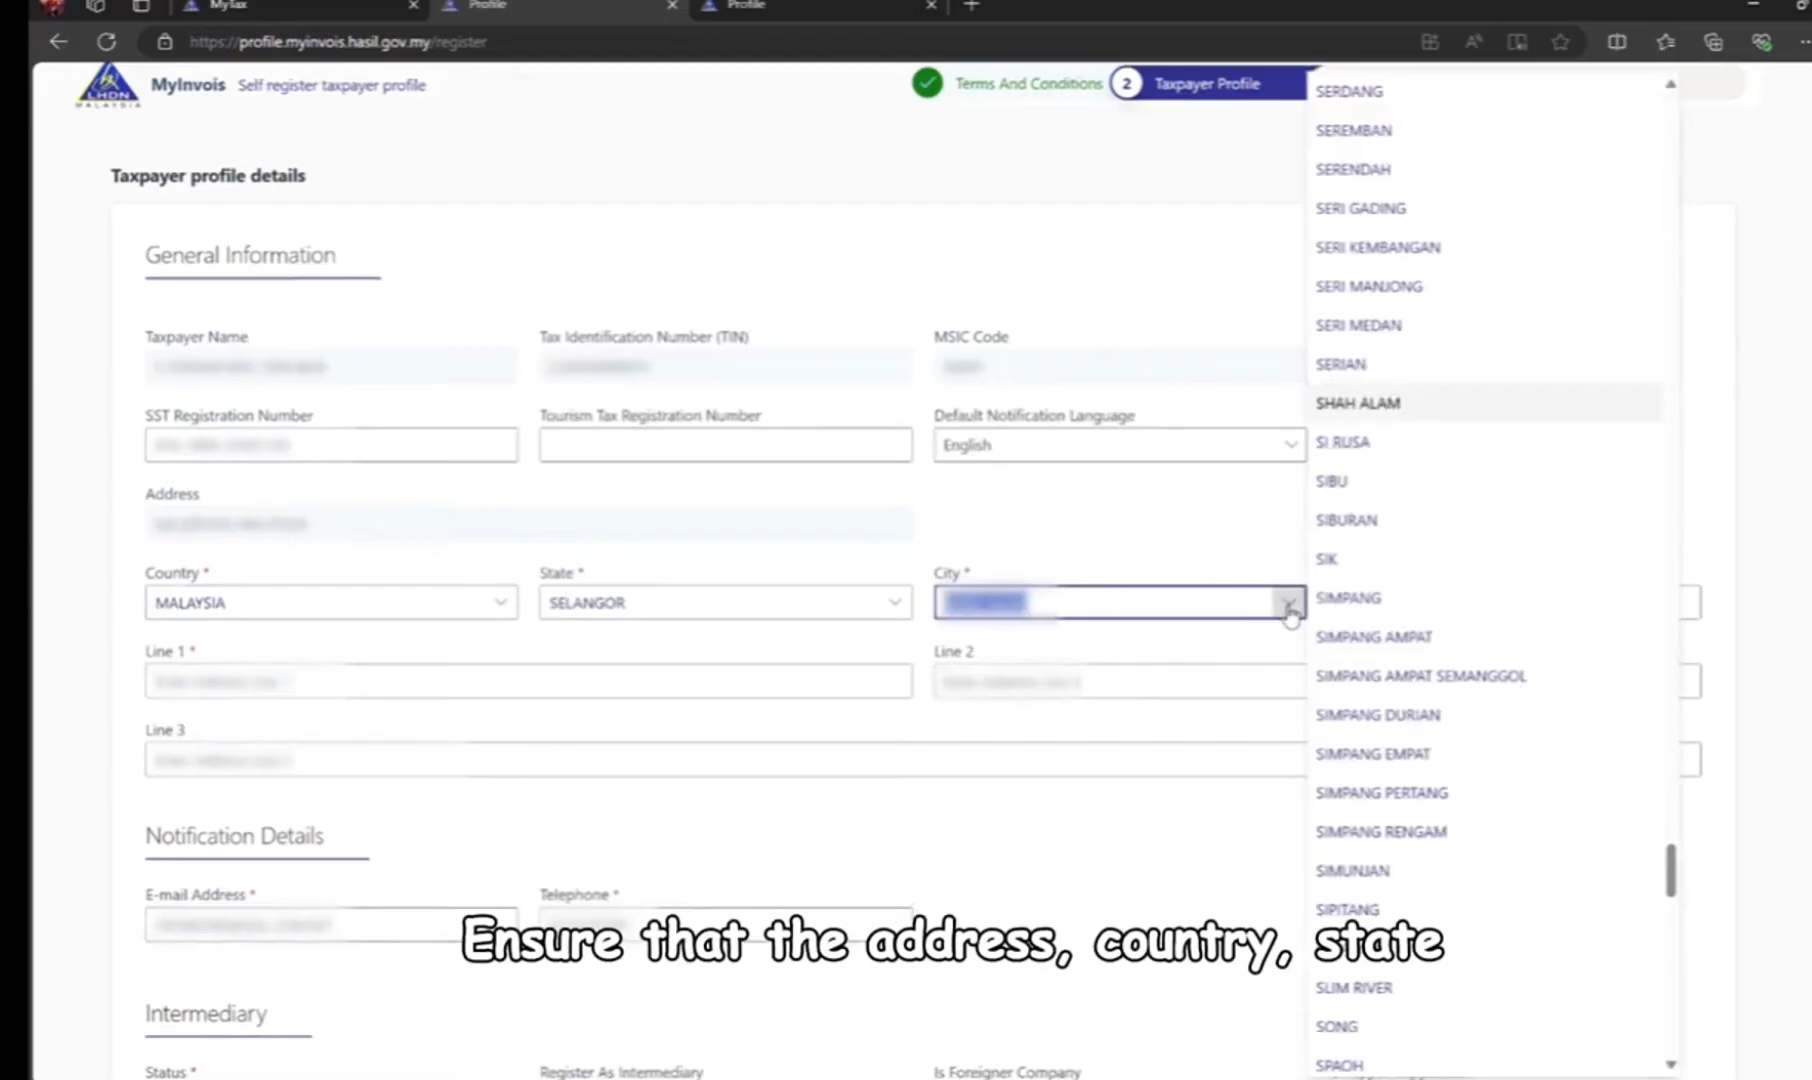 MyTax
Profile
Profile
https://profile.myinvois.hasil.gov.my/register
LHDN
MALAYSIA
MyInvois Self register taxpayer profile
Terms And Conditions
2 Taxpayer Profile
Taxpayer profile details
General Information
Taxpayer Name
Tax Identification Number (TIN)
MSIC Code
SST Registration Number
Tourism Tax Registration Number
Default Notification Language
English
Address
Country *
State *
City *
MALAYSIA
SELANGOR
Line 1 *
Line 2
Line 3
Notification Details
E-mail Address *
Telephone *
Intermediary
Status *
Register As Intermediary
Is Foreigner Company
SERDANG
SEREMBAN
SERENDAH
SERI GADING
SERI KEMBANGAN
SERI MANJONG
SERI MEDAN
SERIAN
SHAH ALAM
SI RUSA
SIBU
SIBURAN
SIK
SIMPANG
SIMPANG AMPAT
SIMPANG AMPAT SEMANGGOL
SIMPANG DURIAN
SIMPANG EMPAT
SIMPANG PERTANG
SIMPANG RENGAM
SIMUNJAN
SIPITANG
SLIM RIVER
SONG
SPAOH
Ensure that the address, country, state